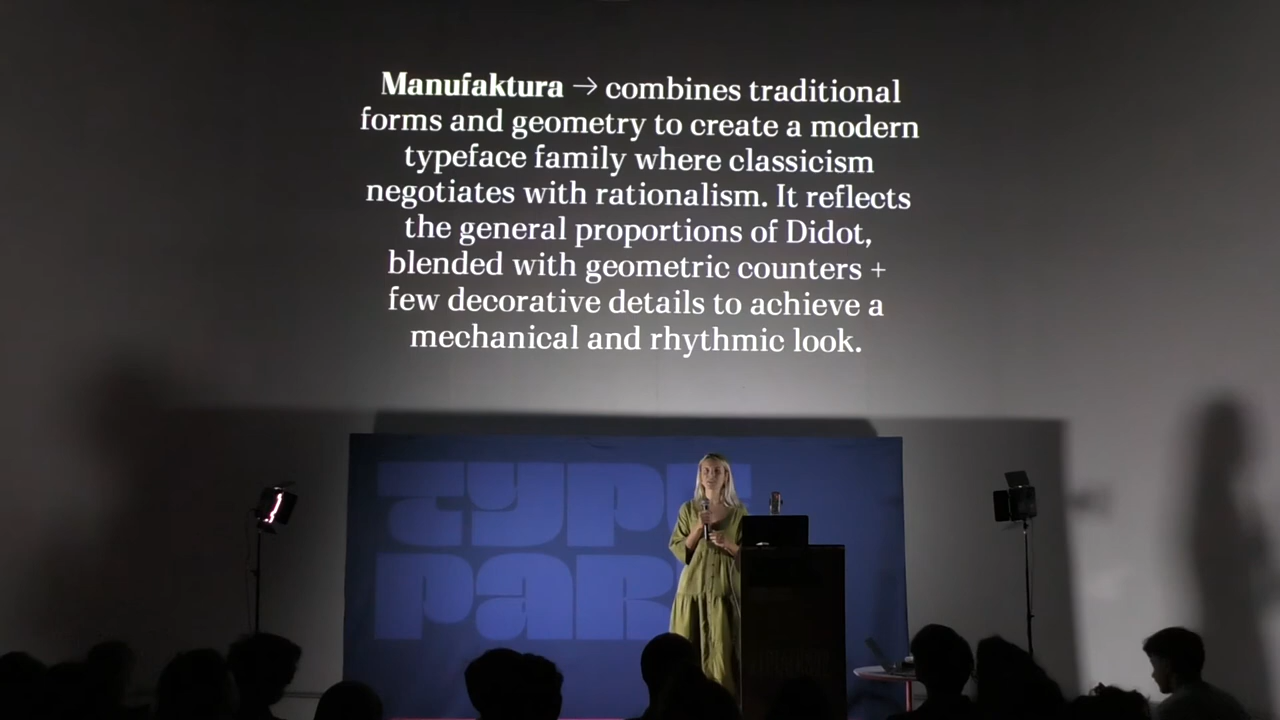 Manufaktura → combines traditional
forms and geometry to create a modern
typeface family where classicism
negotiates with rationalism. It reflects
the general proportions of Didot,
blended with geometric counters +
few decorative details to achieve a
mechanical and rhythmic look.
TYPE